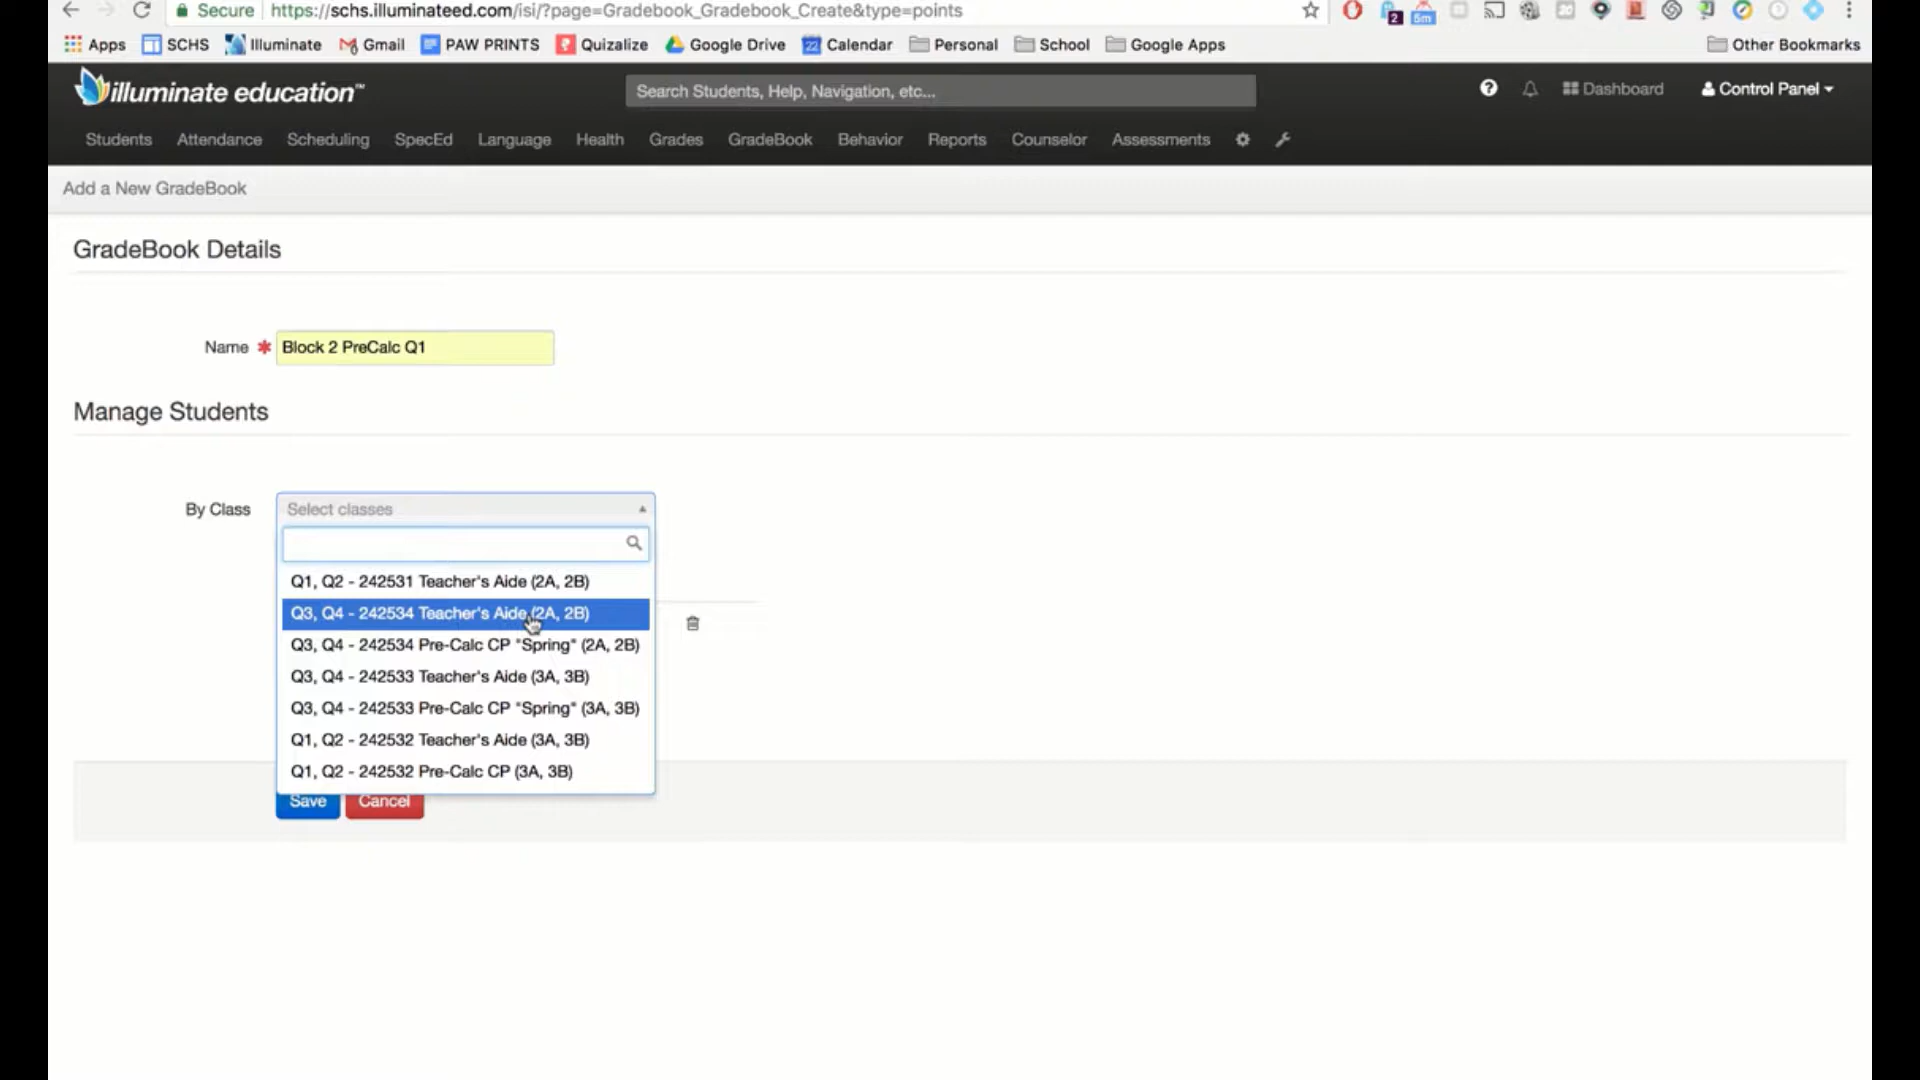 Secure https://schs.illuminateed.com/isi/?page=Gradebook_Gradebook_Create&type=points
2 5m
Apps SCHS Illuminate Gmail PAW PRINTS Quizalize Google Drive 22 Calendar Personal School Google Apps Other Bookmarks
illuminate education™ Search Students, Help, Navigation, etc... ? Dashboard Control Panel
Students Attendance Scheduling SpecEd Language Health Grades GradeBook Behavior Reports Counselor Assessments
Add a New GradeBook
GradeBook Details
Name * Block 2 PreCalc Q1
Manage Students
By Class Select classes
Q1, Q2 - 242531 Teacher's Aide (2A, 2B)
Q3, Q4 - 242534 Teacher's Aide (2A, 2B)
Q3, Q4 - 242534 Pre-Calc CP "Spring" (2A, 2B)
Q3, Q4 - 242533 Teacher's Aide (3A, 3B)
Q3, Q4 - 242533 Pre-Calc CP "Spring" (3A, 3B)
Q1, Q2 - 242532 Teacher's Aide (3A, 3B)
Q1, Q2 - 242532 Pre-Calc CP (3A, 3B)
Save Cancel